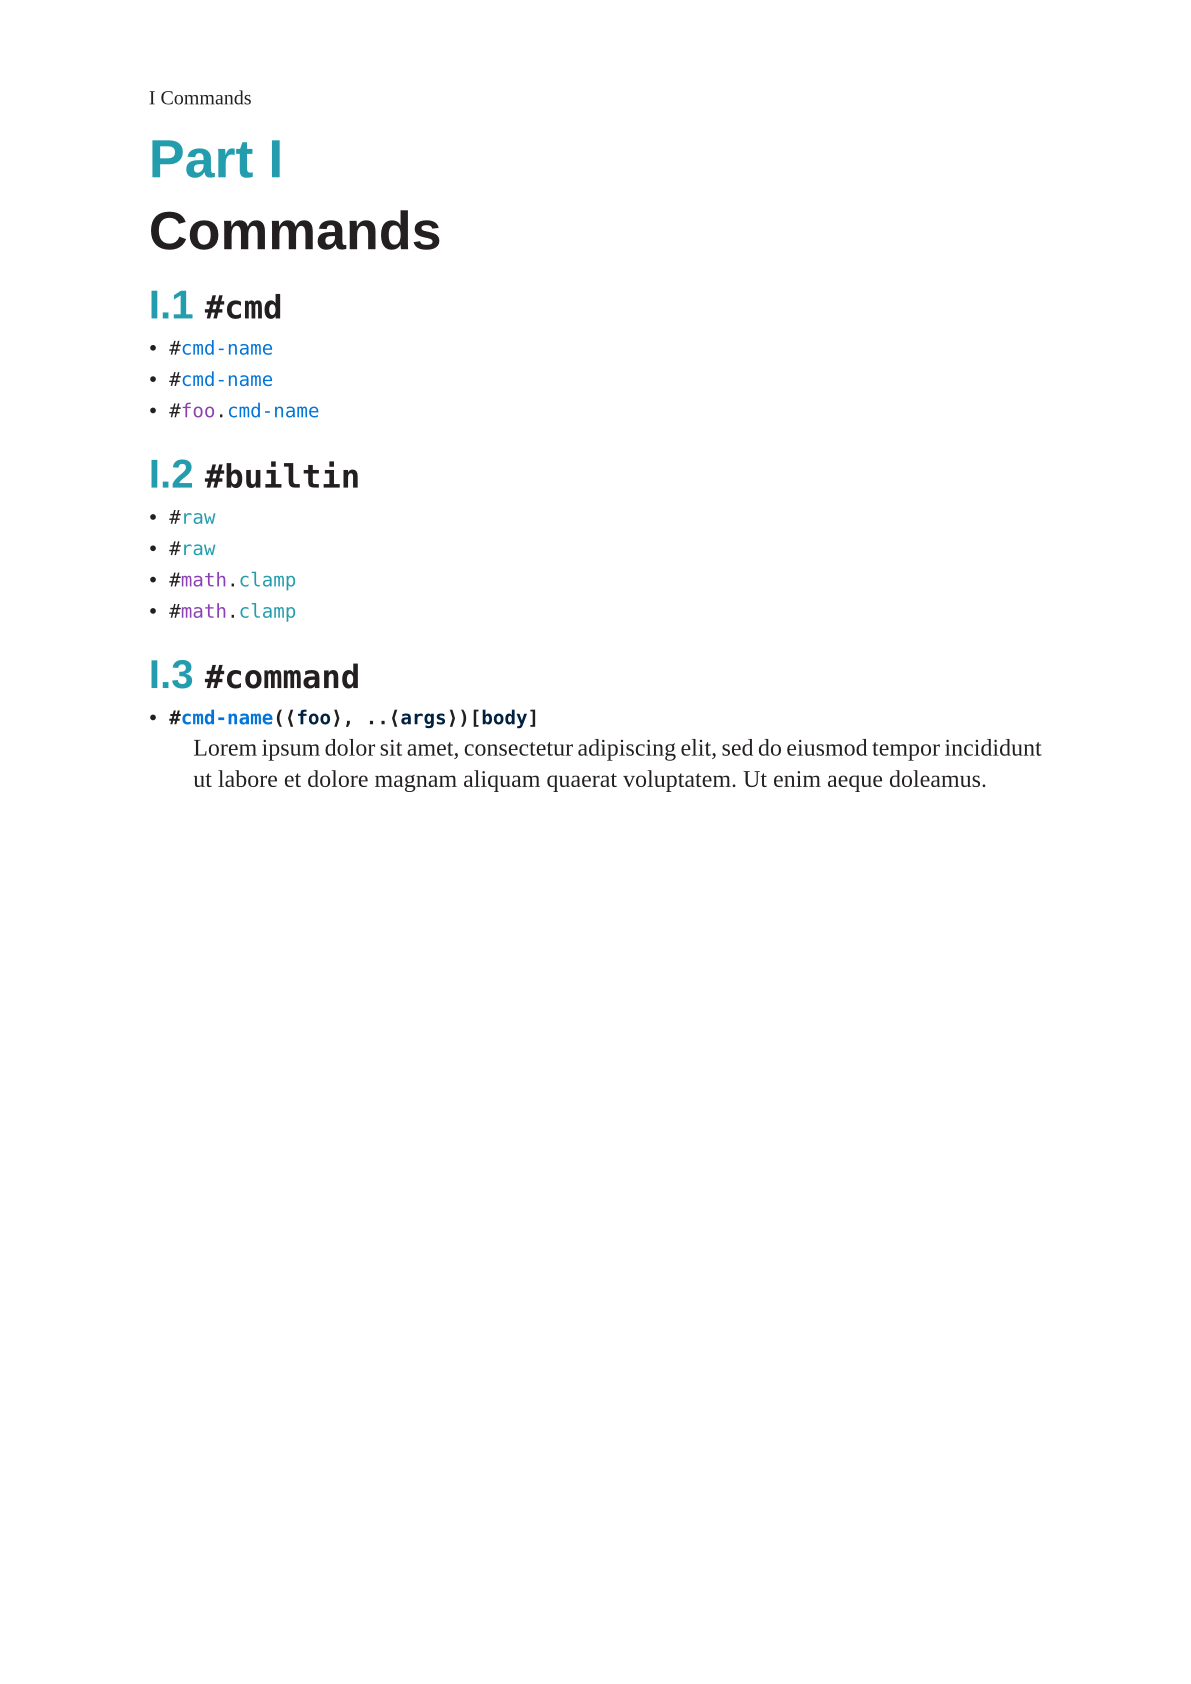 I Commands
Part I
Commands
I.1 #cmd
• #cmd-name
• #cmd-name
• #foo.cmd-name
I.2 #builtin
• #raw
• #raw
• #math.clamp
• #math.clamp
I.3 #command
• #cmd-name(⟨foo⟩, ..⟨args⟩)[body]
Lorem ipsum dolor sit amet, consectetur adipiscing elit, sed do eiusmod tempor incididunt
ut labore et dolore magnam aliquam quaerat voluptatem. Ut enim aeque doleamus.